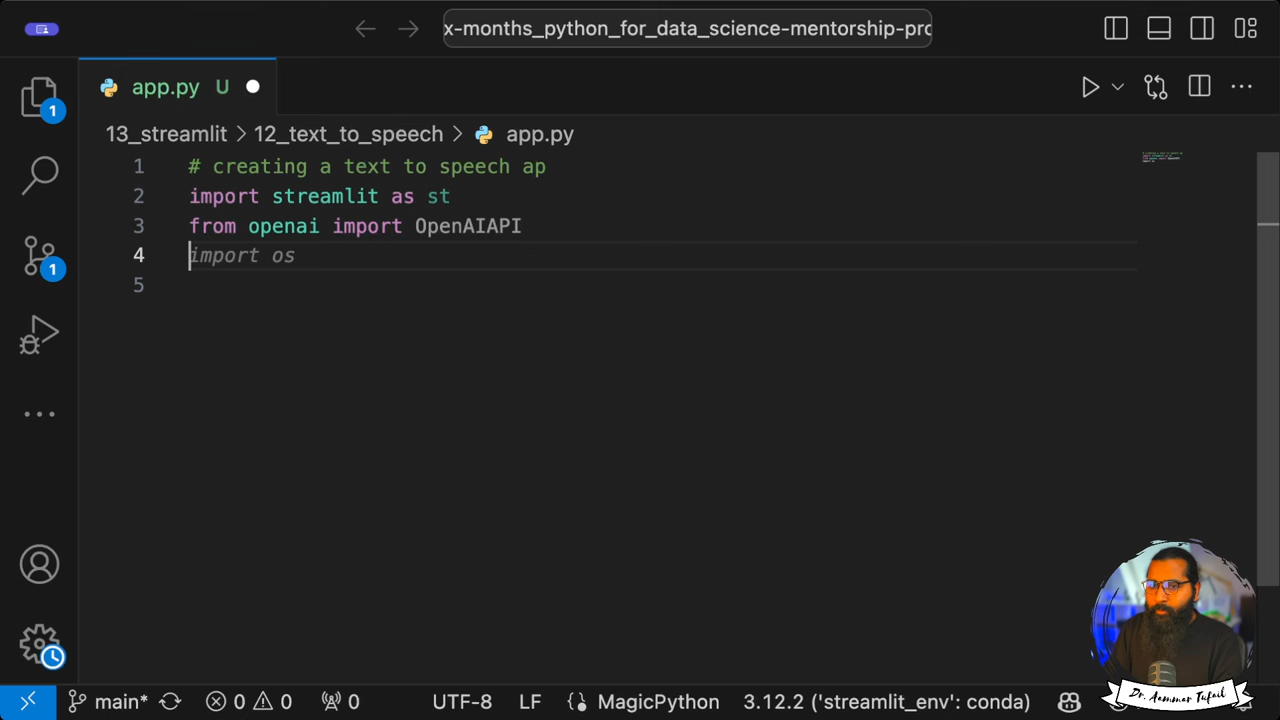 x-months_python_for_data_science-mentorship-pro
app.py U
13_streamlit > 12_text_to_speech > app.py
1 # creating a text to speech ap
2 import streamlit as st
3 from openai import OpenAIAPI
4 import os
5
1
1
main* 0 0 0 UTF-8 LF MagicPython 3.12.2 ('streamlit_env': conda)
Dr. Aammar Tufail